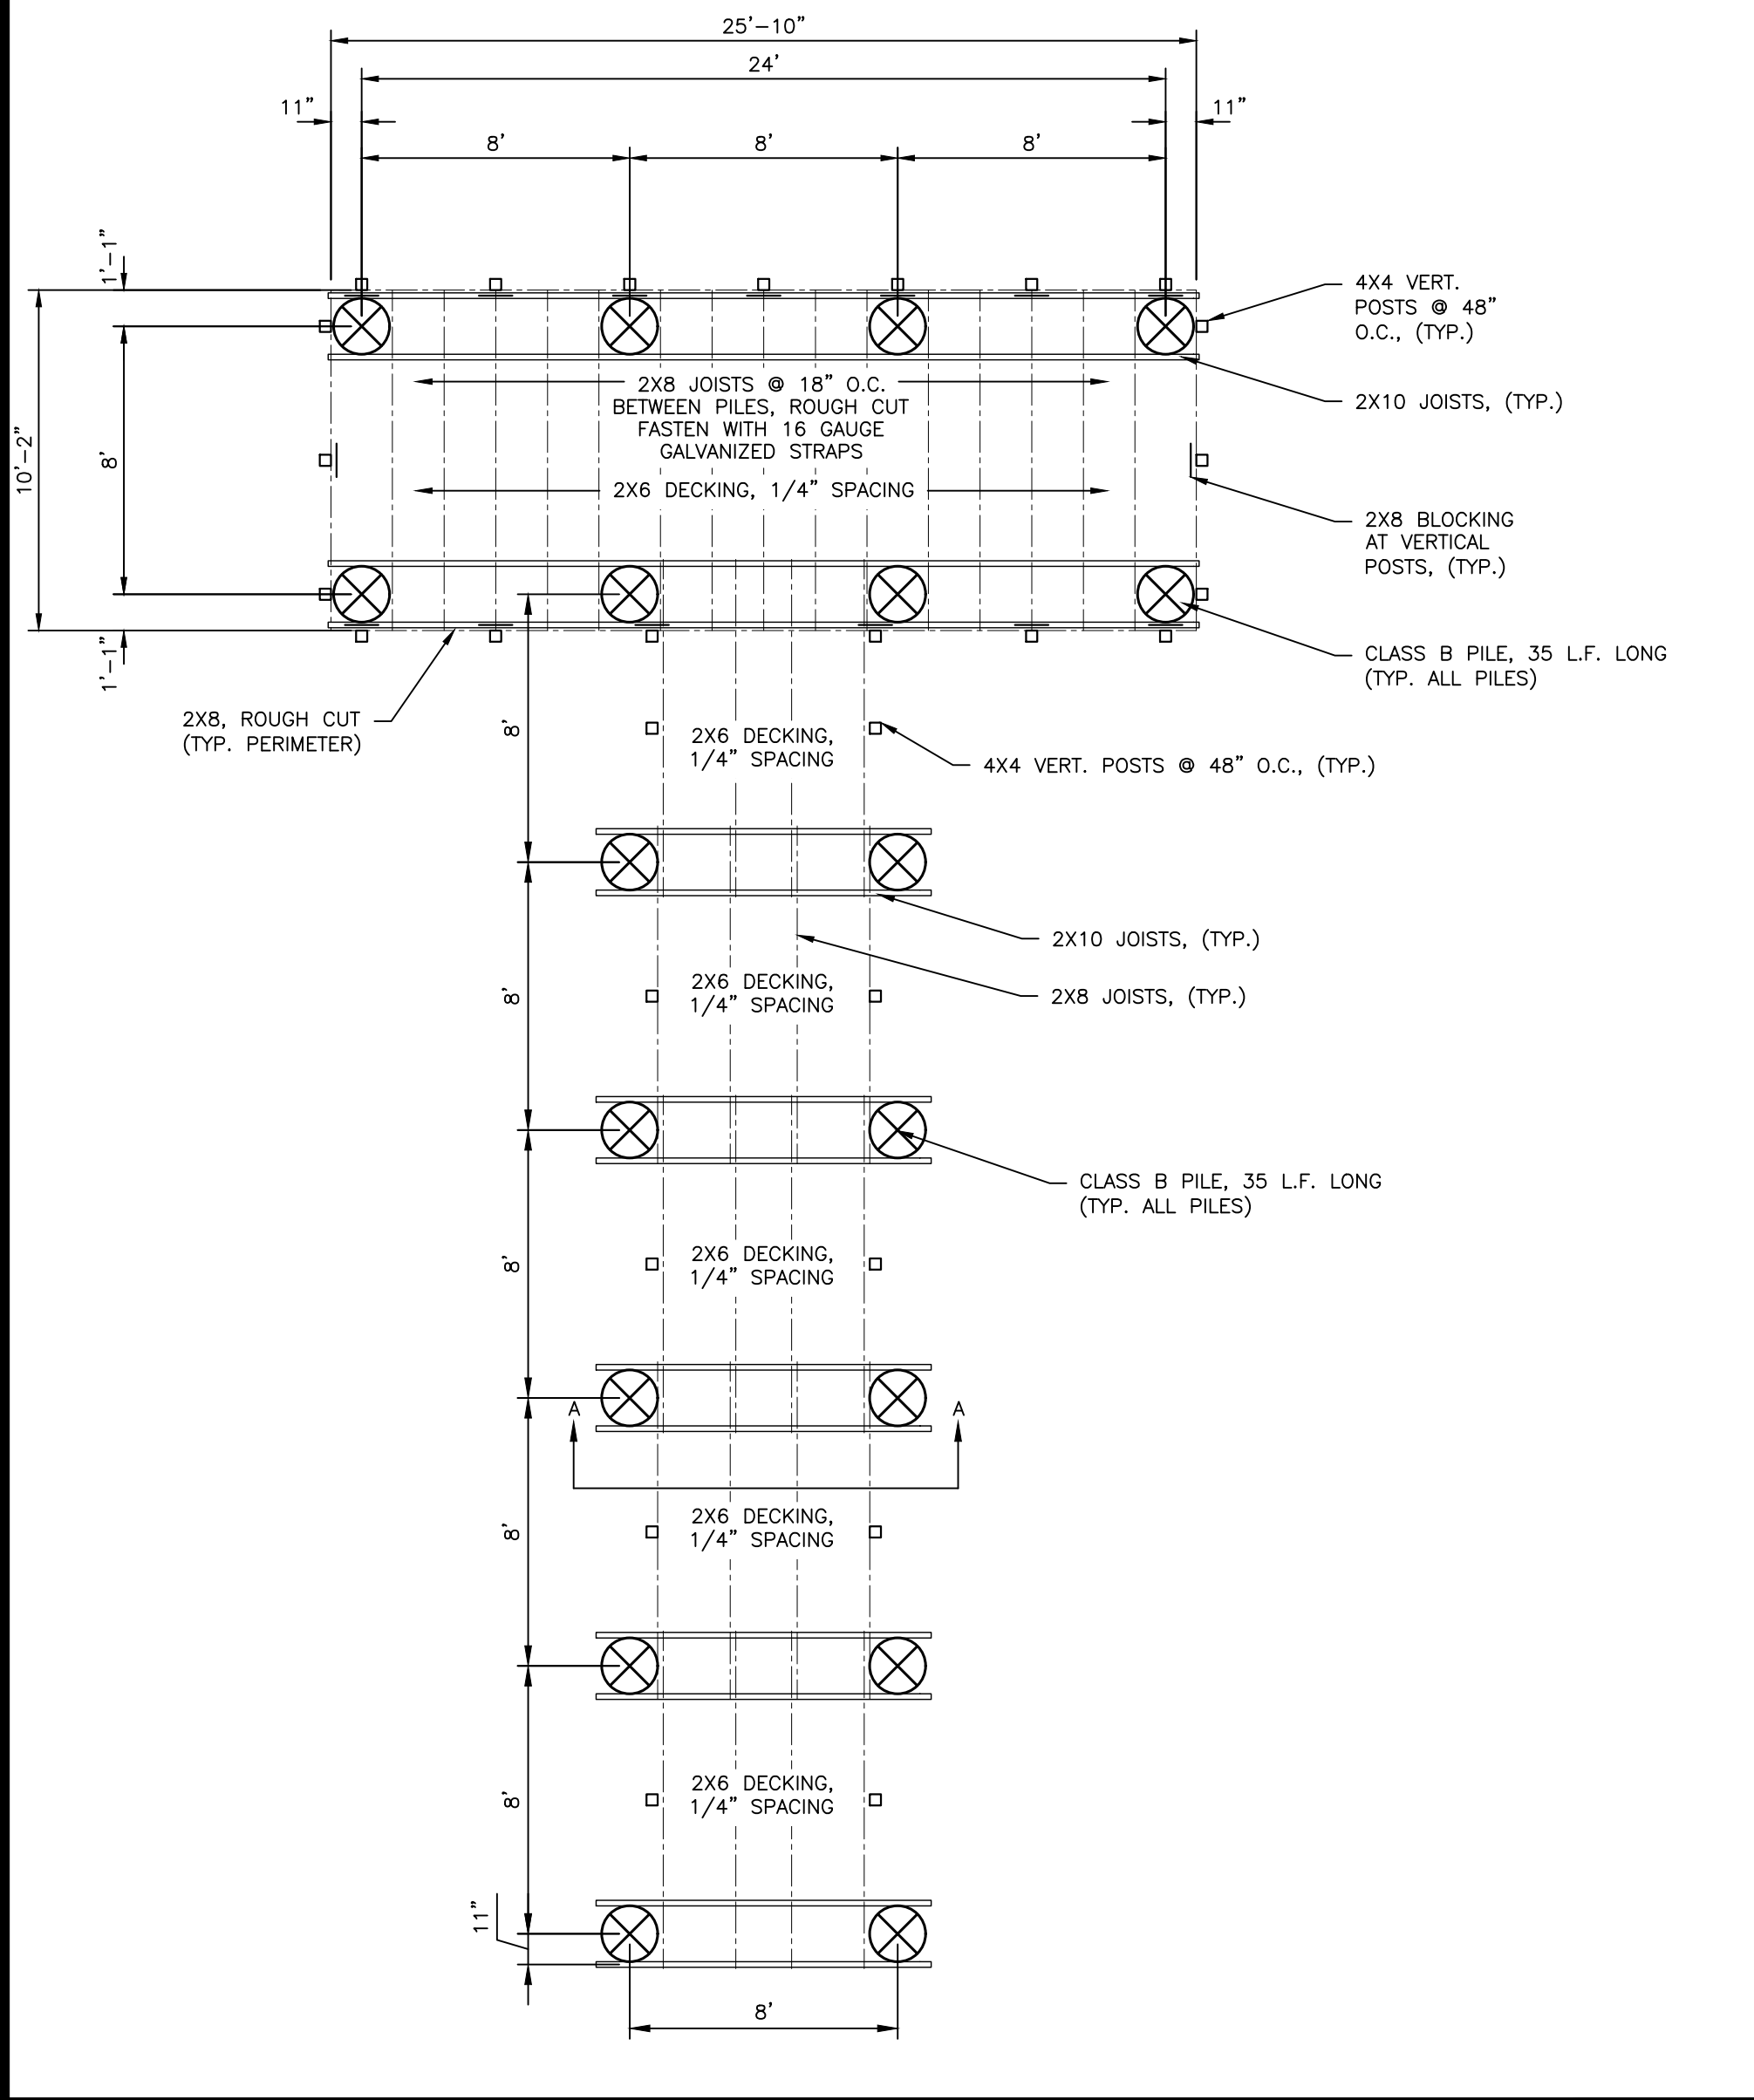 25'-10"
24'
11"
11"
8'
8'
8'
1'-1"
4X4 VERT.
POSTS @ 48"
O.C., (TYP.)
2X8 JOISTS @ 18" O.C.
BETWEEN PILES, ROUGH CUT
FASTEN WITH 16 GAUGE
GALVANIZED STRAPS
2X10 JOISTS, (TYP.)
10'-2"
8'
2X6 DECKING, 1/4" SPACING
2X8 BLOCKING
AT VERTICAL
POSTS, (TYP.)
1'-1"
CLASS B PILE, 35 L.F. LONG
(TYP. ALL PILES)
2X8, ROUGH CUT
(TYP. PERIMETER)
8'
2X6 DECKING,
1/4" SPACING
4X4 VERT. POSTS @ 48" O.C., (TYP.)
2X10 JOISTS, (TYP.)
8'
2X6 DECKING,
1/4" SPACING
2X8 JOISTS, (TYP.)
CLASS B PILE, 35 L.F. LONG
(TYP. ALL PILES)
8'
2X6 DECKING,
1/4" SPACING
A
A
8'
2X6 DECKING,
1/4" SPACING
8'
2X6 DECKING,
1/4" SPACING
11"
8'